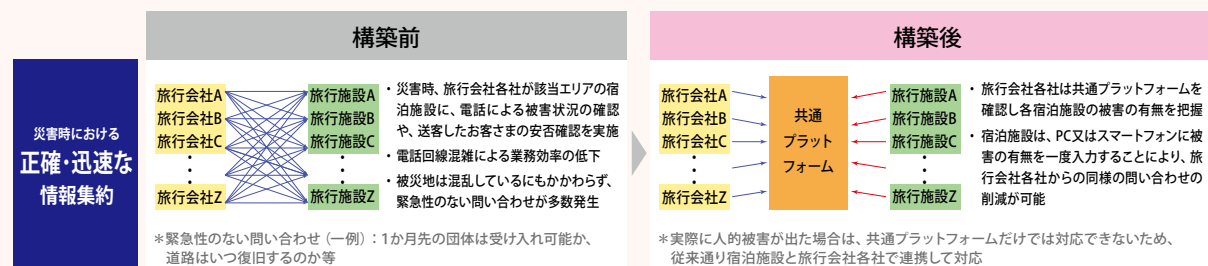 構築前
構築後
災害時における
正確・迅速な
情報集約
旅行会社A
旅行会社B
旅行会社C
・
・
・
旅行会社Z
旅行施設A
旅行施設B
旅行施設C
・
・
・
旅行施設Z
・災害時、旅行会社各社が該当エリアの宿
泊施設に、電話による被害状況の確認
や、送客したお客さまの安否確認を実施
・電話回線混雑による業務効率の低下
・被災地は混乱しているにもかかわらず、
緊急性のない問い合わせが多数発生
＊緊急性のない問い合わせ（一例）：1か月先の団体は受け入れ可能か、
道路はいつ復旧するのか等
旅行会社A
旅行会社B
旅行会社C
・
・
・
旅行会社Z
共通
プラット
フォーム
旅行施設A
旅行施設B
旅行施設C
・
・
・
旅行施設Z
・旅行会社各社は共通プラットフォームを
確認し各宿泊施設の被害の有無を把握
・宿泊施設は、PC又はスマートフォンに被
害の有無を一度入力することにより、旅
行会社各社からの同様の問い合わせの
削減が可能
＊実際に人的被害が出た場合は、共通プラットフォームだけでは対応できないため、
従来通り宿泊施設と旅行会社各社で連携して対応